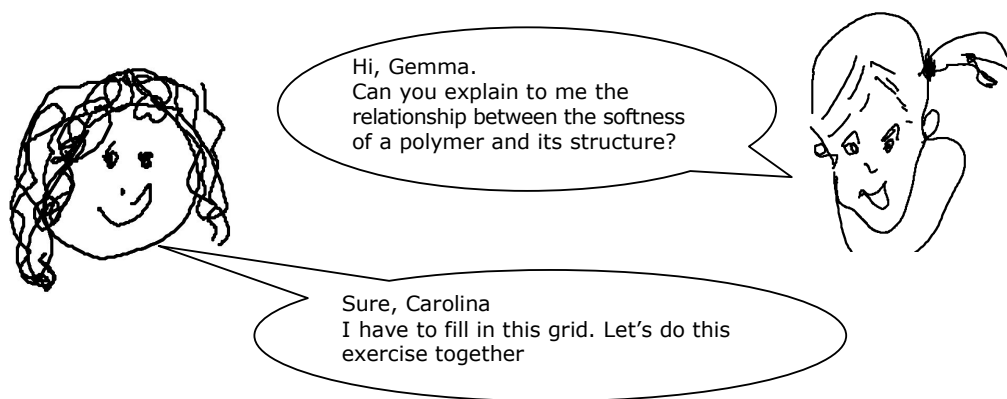 Hi, Gemma.
Can you explain to me the
relationship between the softness
of a polymer and its structure?
Sure, Carolina
I have to fill in this grid. Let's do this
exercise together